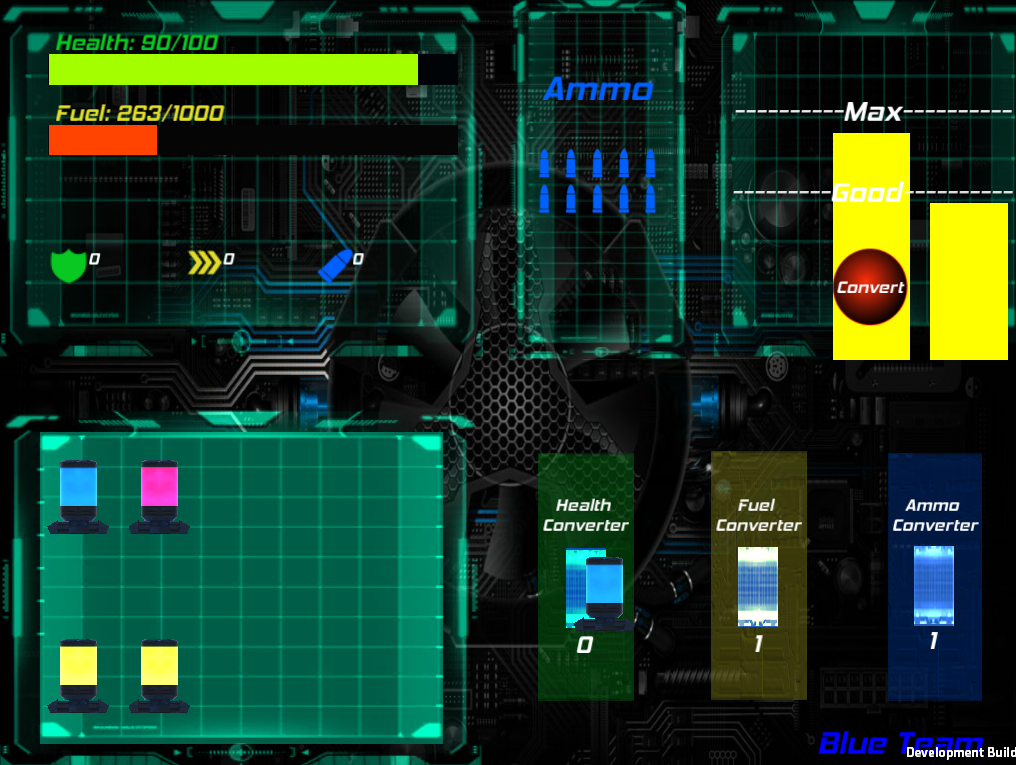 Health: 90/100
Fuel: 263/1000
0
0
0
Ammo
Max
Good
Convert
Health
Converter
0
Fuel
Converter
1
Ammo
Converter
1
Blue Team
Development Build